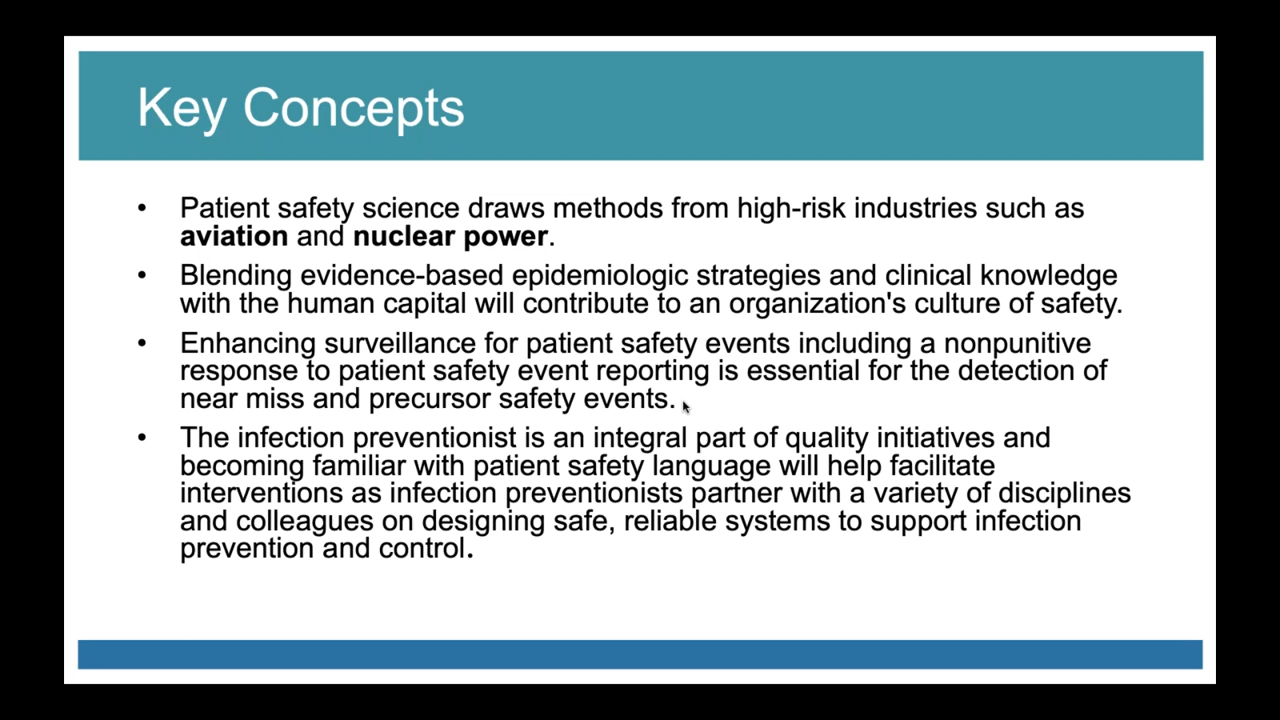 Key Concepts
• Patient safety science draws methods from high-risk industries such as
aviation and nuclear power.
• Blending evidence-based epidemiologic strategies and clinical knowledge
with the human capital will contribute to an organization's culture of safety.
• Enhancing surveillance for patient safety events including a nonpunitive
response to patient safety event reporting is essential for the detection of
near miss and precursor safety events.
• The infection preventionist is an integral part of quality initiatives and
becoming familiar with patient safety language will help facilitate
interventions as infection preventionists partner with a variety of disciplines
and colleagues on designing safe, reliable systems to support infection
prevention and control.